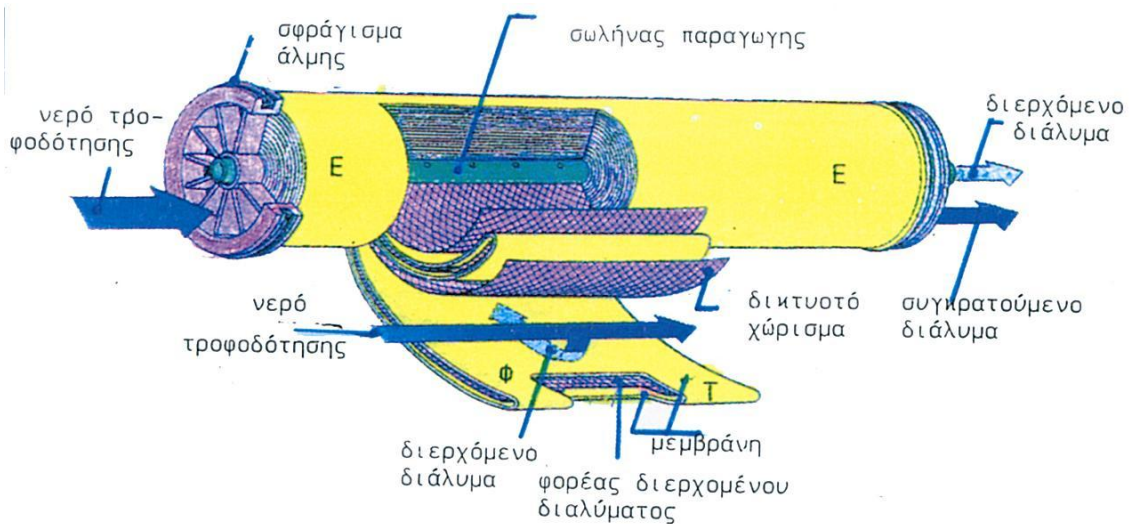 σφράγισμα
άλμης
σωλήνας παραγωγης
νερό τρο-
φοδότησης
διερχόμενο
διάλυμα
Ε
Ε
νερό
τροφοδότησης
δικτυοτό
χώρισμα
συγκρατούμενο
διάλυμα
Φ
Τ
διερχόμενο
διάλυμα
μεμβράνη
φορέας διερχομένου
διαλύματος